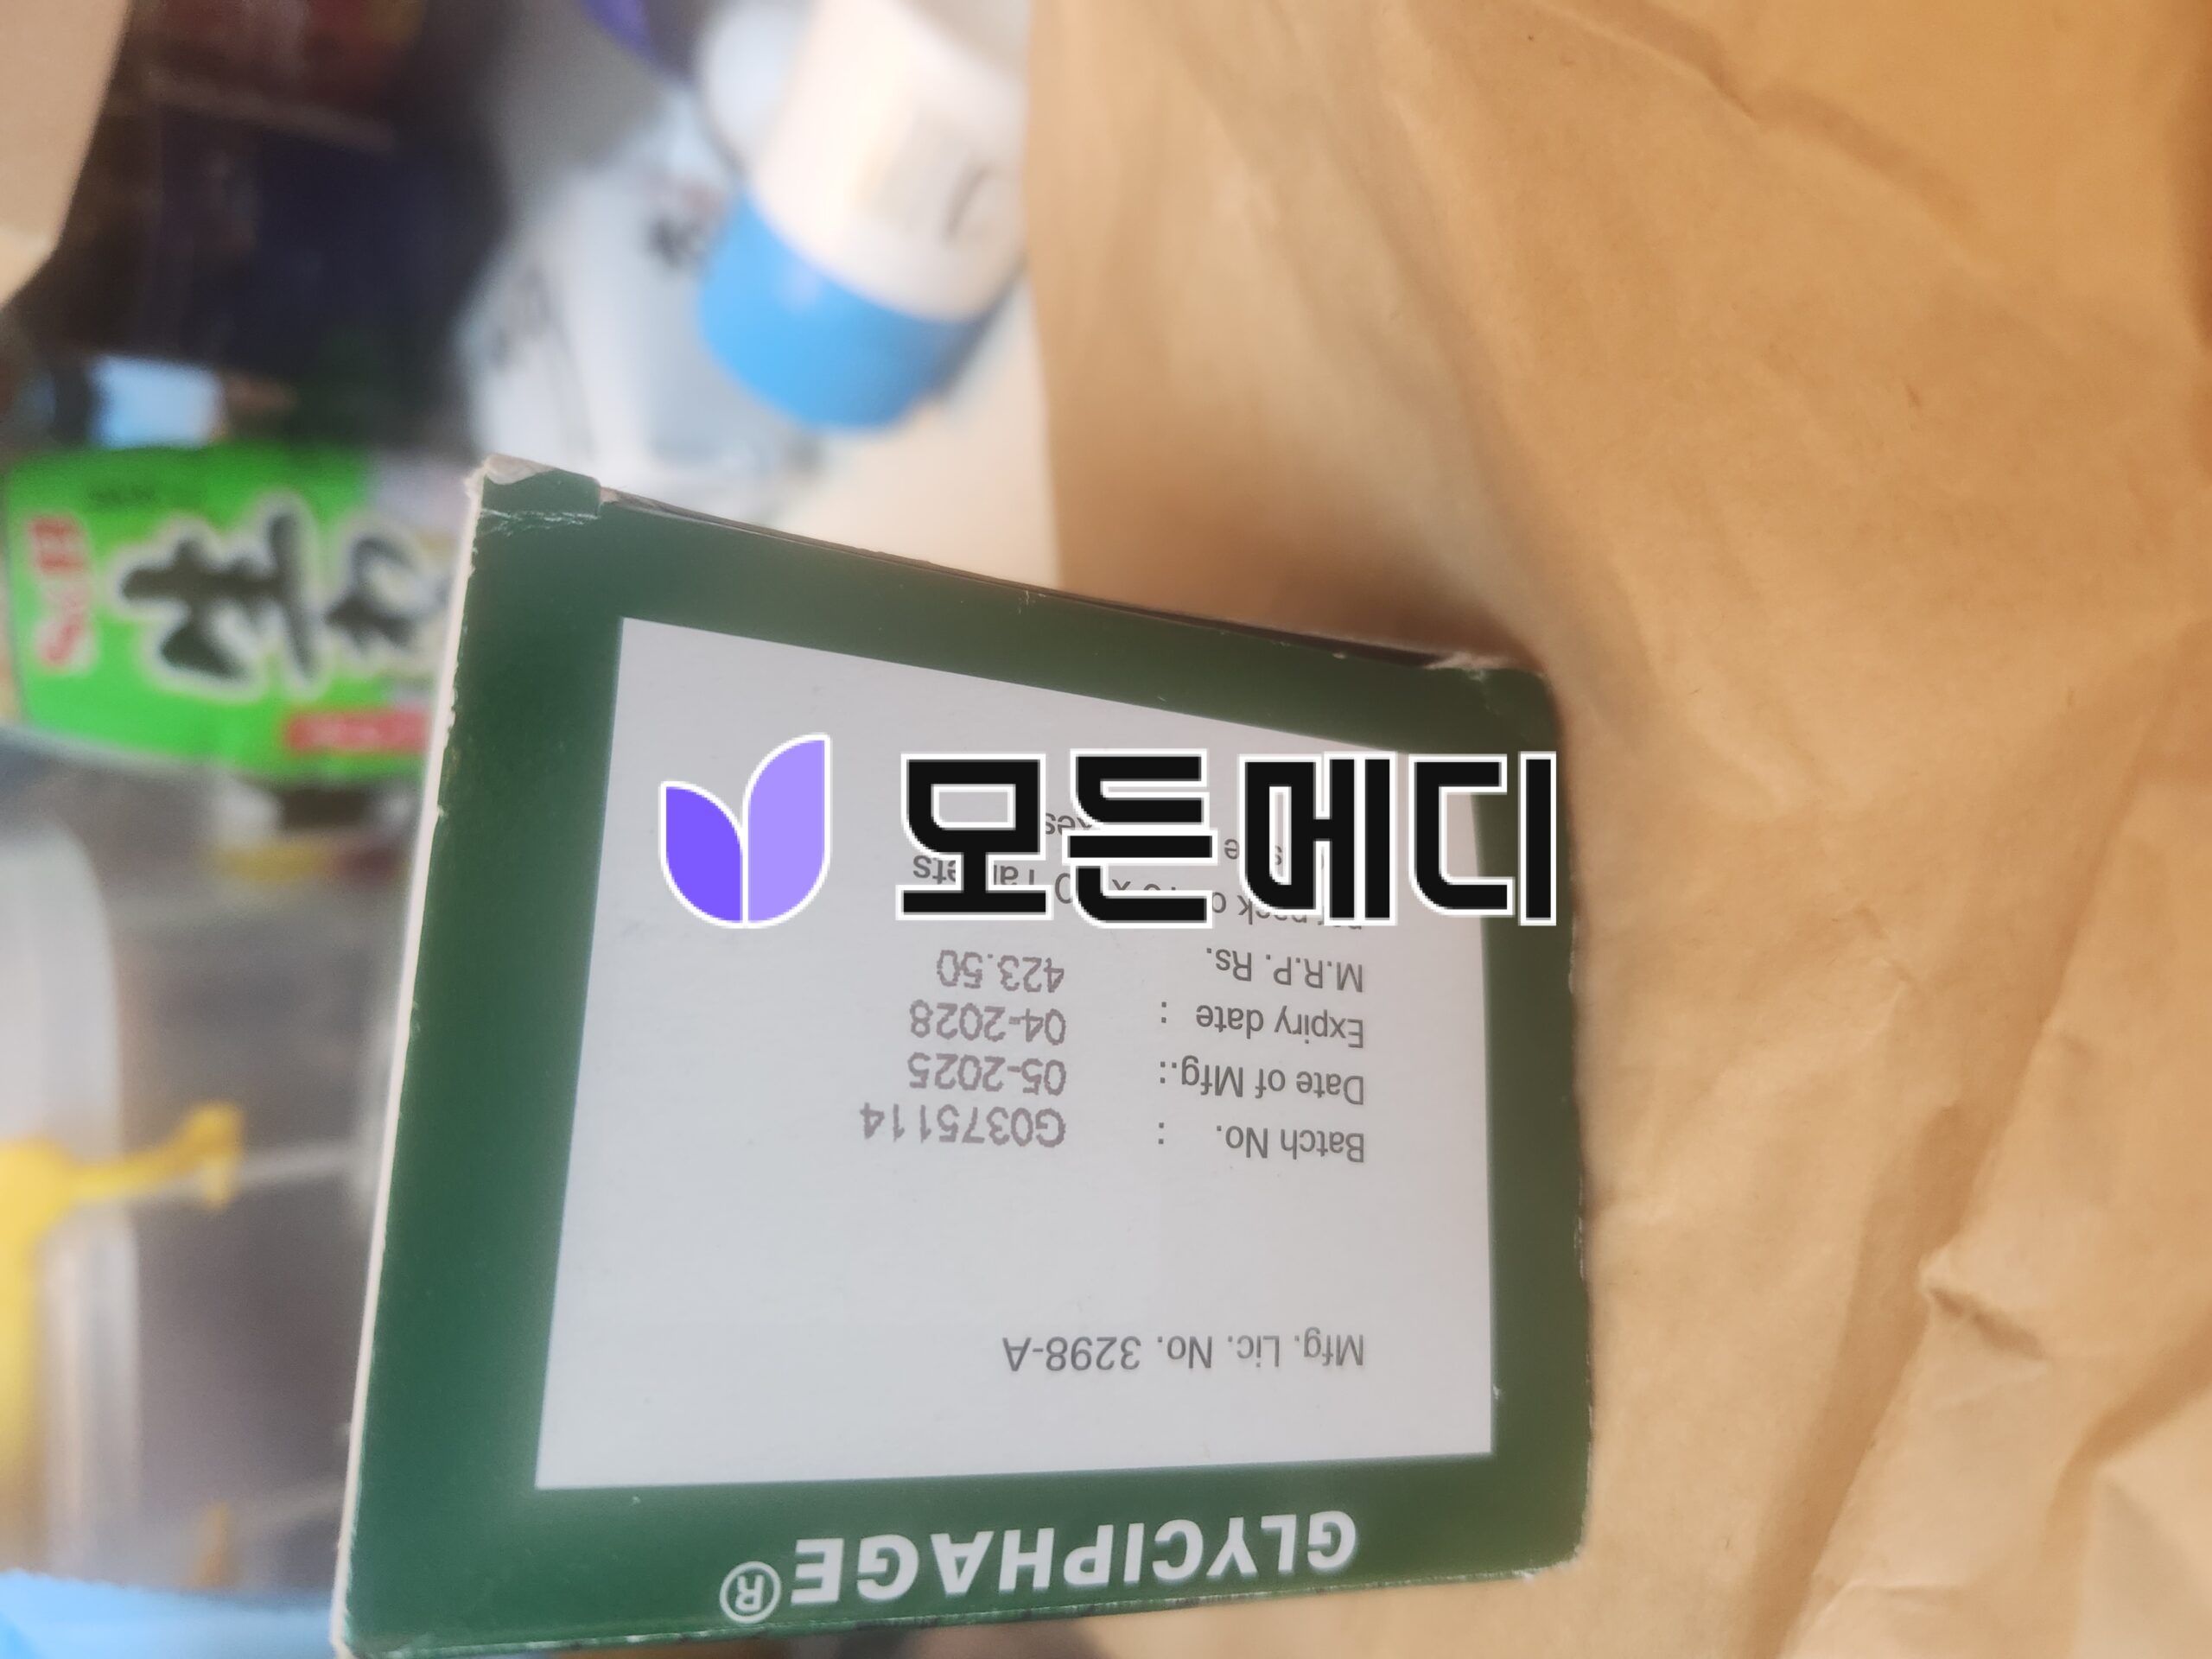 GLYCIPHAGE®
Mfg. Lic. No. 3298-A
Batch No. : G0375114
Date of Mfg.: 05-2025
Expiry date : 04-2028
M.R.P. Rs. 423.50
모든메디
S&B